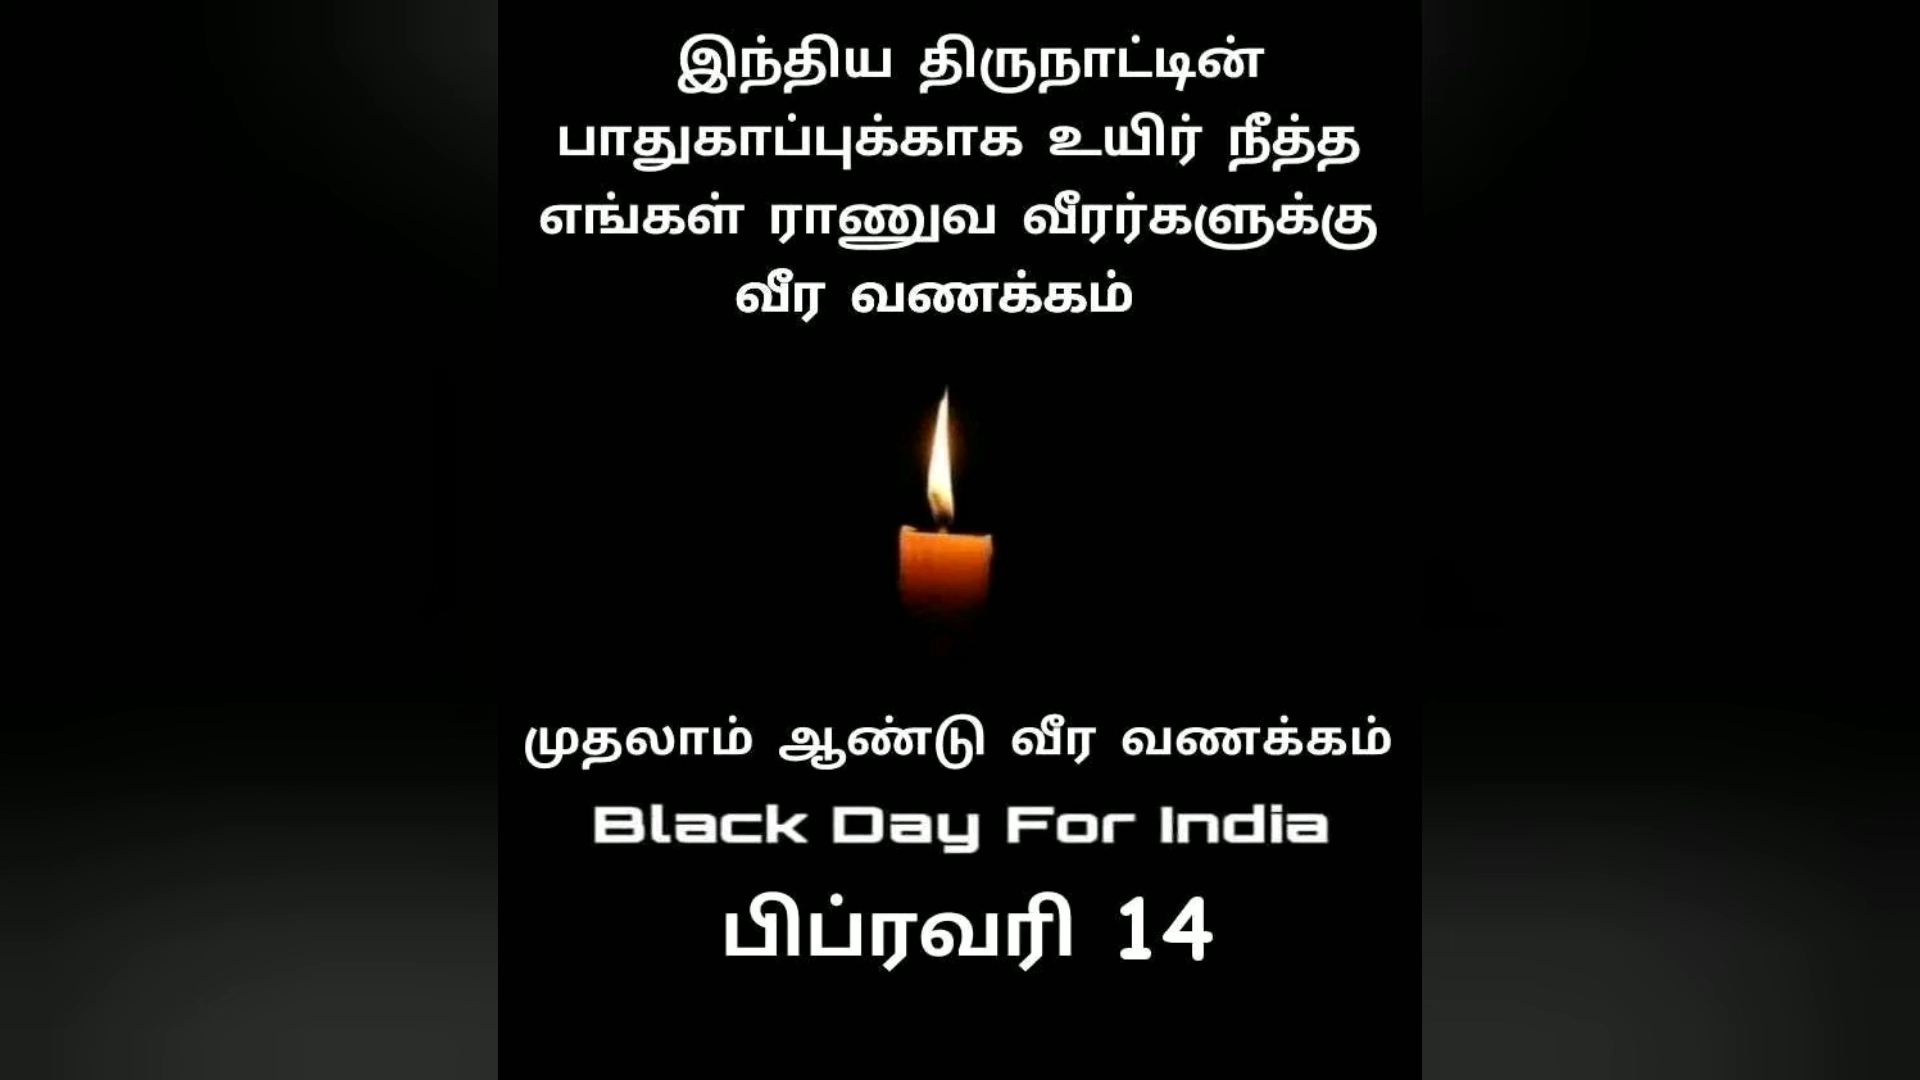 இந்திய திருநாட்டின்
பாதுகாப்புக்காக உயிர் நீத்த
எங்கள் ராணுவ வீரர்களுக்கு
வீர வணக்கம்
முதலாம் ஆண்டு வீர வணக்கம்
Black Day For India
பிப்ரவரி 14